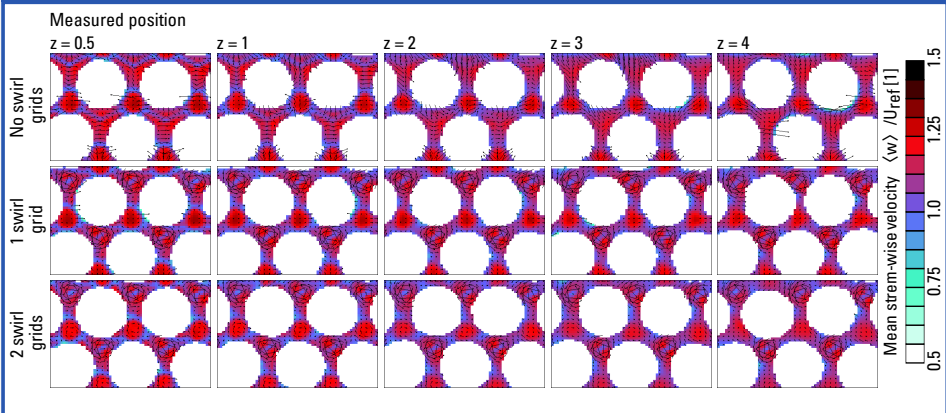 Measured position
z = 0.5 z = 1 z = 2 z = 3 z = 4
No swirl
grids
1 swirl
grid
2 swirl
grids
Mean strem-wise velocity ⟨w⟩ /Uref [1]
1.5
1.25
1.0
0.75
0.5